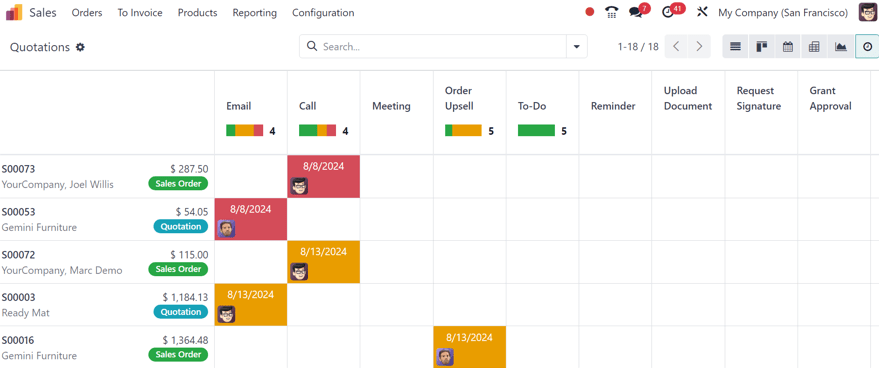 Sales Orders To Invoice Products Reporting Configuration 7 41 My Company (San Francisco)
Quotations Search... 1-18 / 18
Email Call Meeting Order Upsell To-Do Reminder Upload Document Request Signature Grant Approval
4 4 5 5
S00073 $ 287.50 8/8/2024
YourCompany, Joel Willis Sales Order
S00053 $ 54.05 8/8/2024
Gemini Furniture Quotation
S00072 $ 115.00 8/13/2024
YourCompany, Marc Demo Sales Order
S00003 $ 1,184.13 8/13/2024
Ready Mat Quotation
S00016 $ 1,364.48 8/13/2024
Gemini Furniture Sales Order